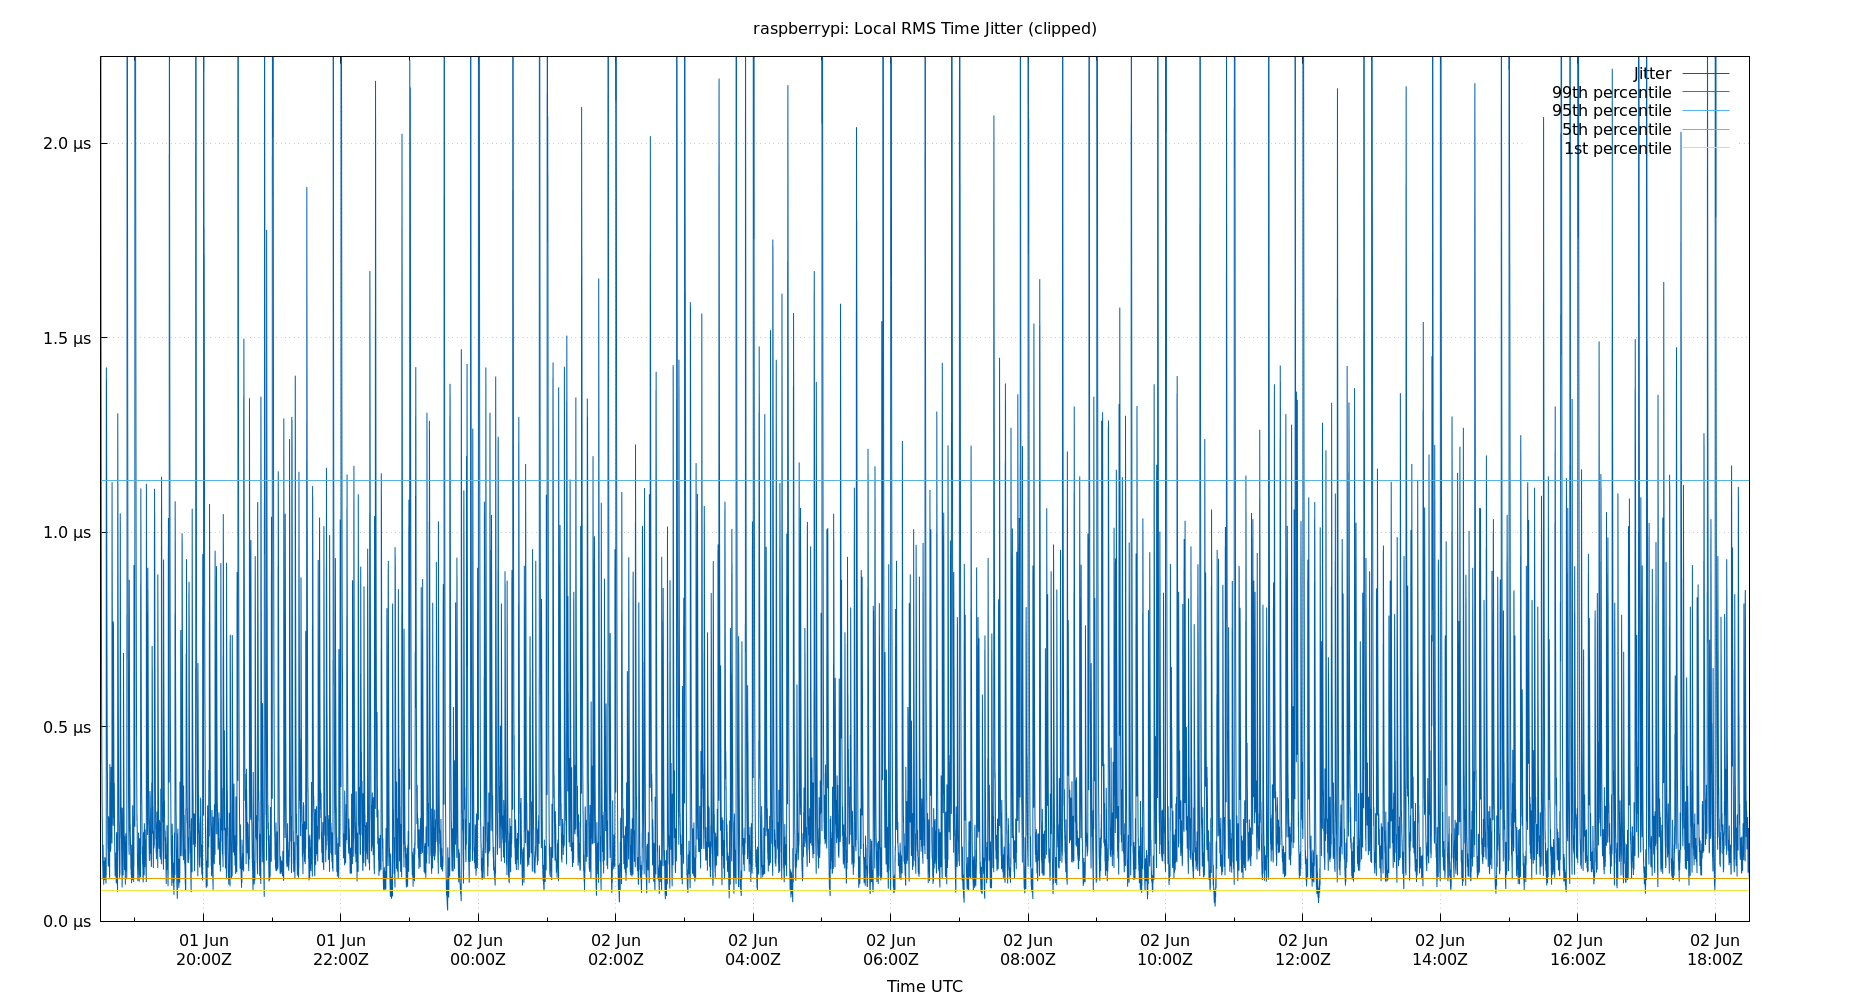 raspberrypi: Local RMS Time Jitter (clipped)
Jitter
99th percentile
95th percentile
5th percentile
1st percentile
2.0 μs
1.5 μs
1.0 μs
0.5 μs
0.0 μs
01 Jun 01 Jun 02 Jun 02 Jun 02 Jun 02 Jun 02 Jun 02 Jun 02 Jun 02 Jun 02 Jun 02 Jun
20:00Z 22:00Z 00:00Z 02:00Z 04:00Z 06:00Z 08:00Z 10:00Z 12:00Z 14:00Z 16:00Z 18:00Z
Time UTC